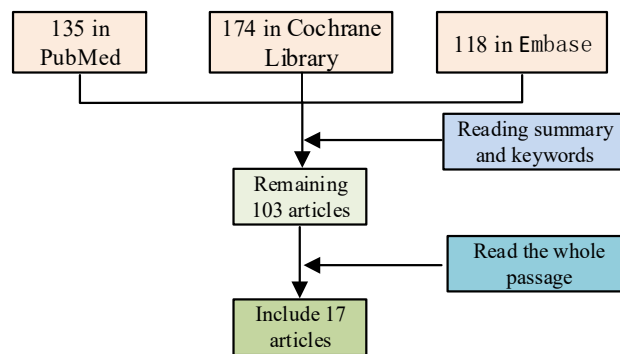 135 in
PubMed
174 in Cochrane
Library
118 in Embase
Reading summary
and keywords
Remaining
103 articles
Read the whole
passage
Include 17
articles